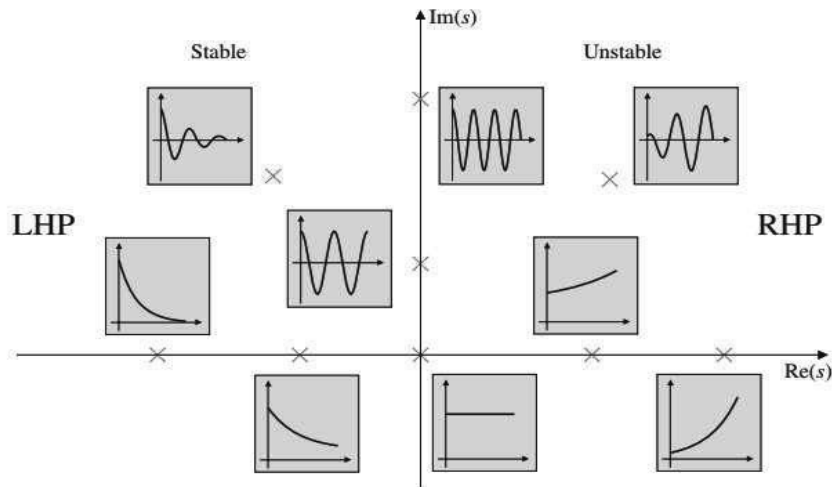 Im(s)
Stable
Unstable
LHP
RHP
Re(s)